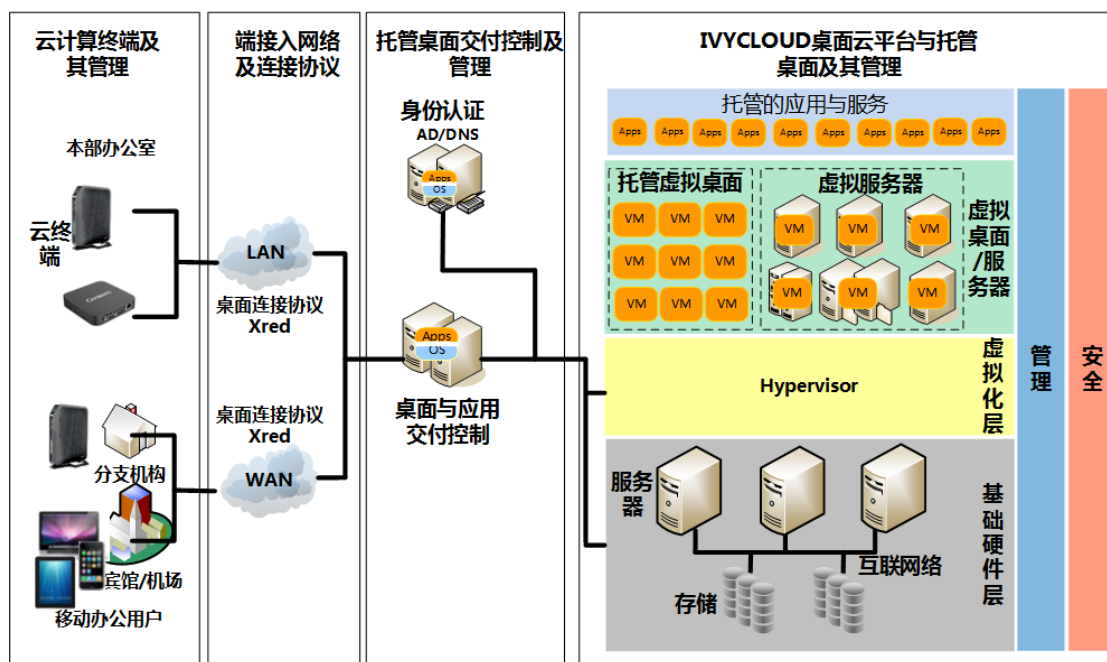 云计算终端及
其管理
本部办公室
云终
端
分支机构
宾馆/机场
移动办公用户
端接入网络
及连接协议
LAN
桌面连接协议
Xred
桌面连接协议
Xred
WAN
托管桌面交付控制及
管理
身份认证
AD/DNS
Apps
OS
Apps
OS
桌面与应用
交付控制
IVYCLOUD桌面云平台与托管
桌面及其管理
托管的应用与服务
Apps Apps Apps Apps Apps Apps Apps Apps Apps Apps
托管虚拟桌面
VM VM VM
VM VM VM
VM VM VM
虚拟服务器
VM VM VM
VM VM VM
虚拟
桌面
/服
务器
Hypervisor
虚拟化层
服务
器
互联网络
存储
基础硬件层
管理
安全